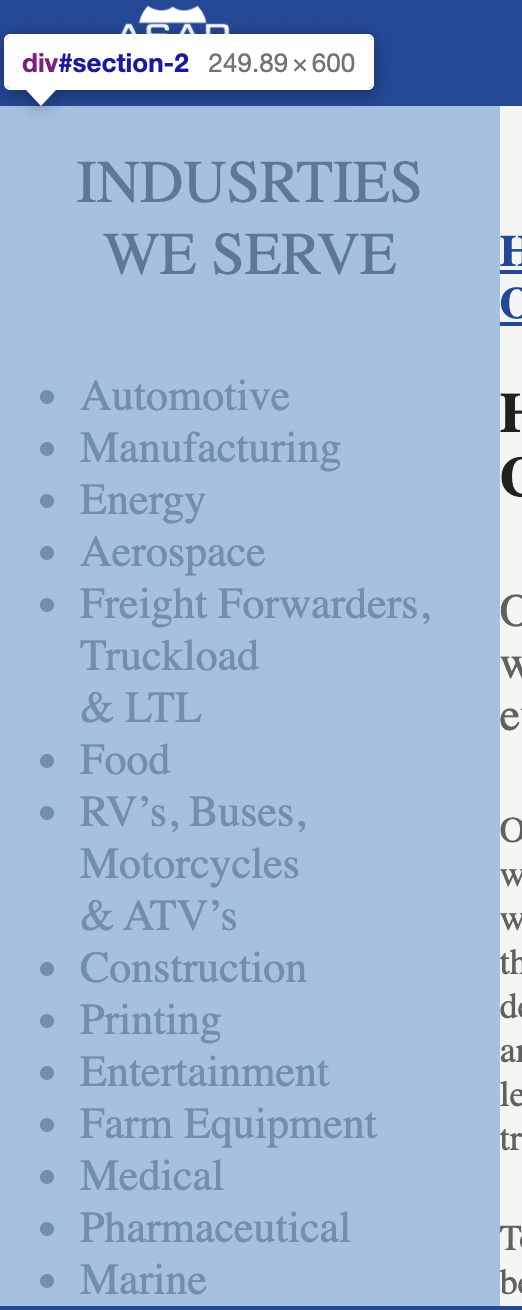 ASAP
div#section-2 249.89 × 600
INDUSRTIES
WE SERVE
H
O
• Automotive
H
• Manufacturing
O
• Energy
• Aerospace
• Freight Forwarders,
O
Truckload
w
& LTL
e
• Food
• RV’s, Buses,
O
Motorcycles
w
& ATV’s
w
• Construction
th
• Printing
de
• Entertainment
ar
le
• Farm Equipment
tr
• Medical
• Pharmaceutical
To
• Marine
be